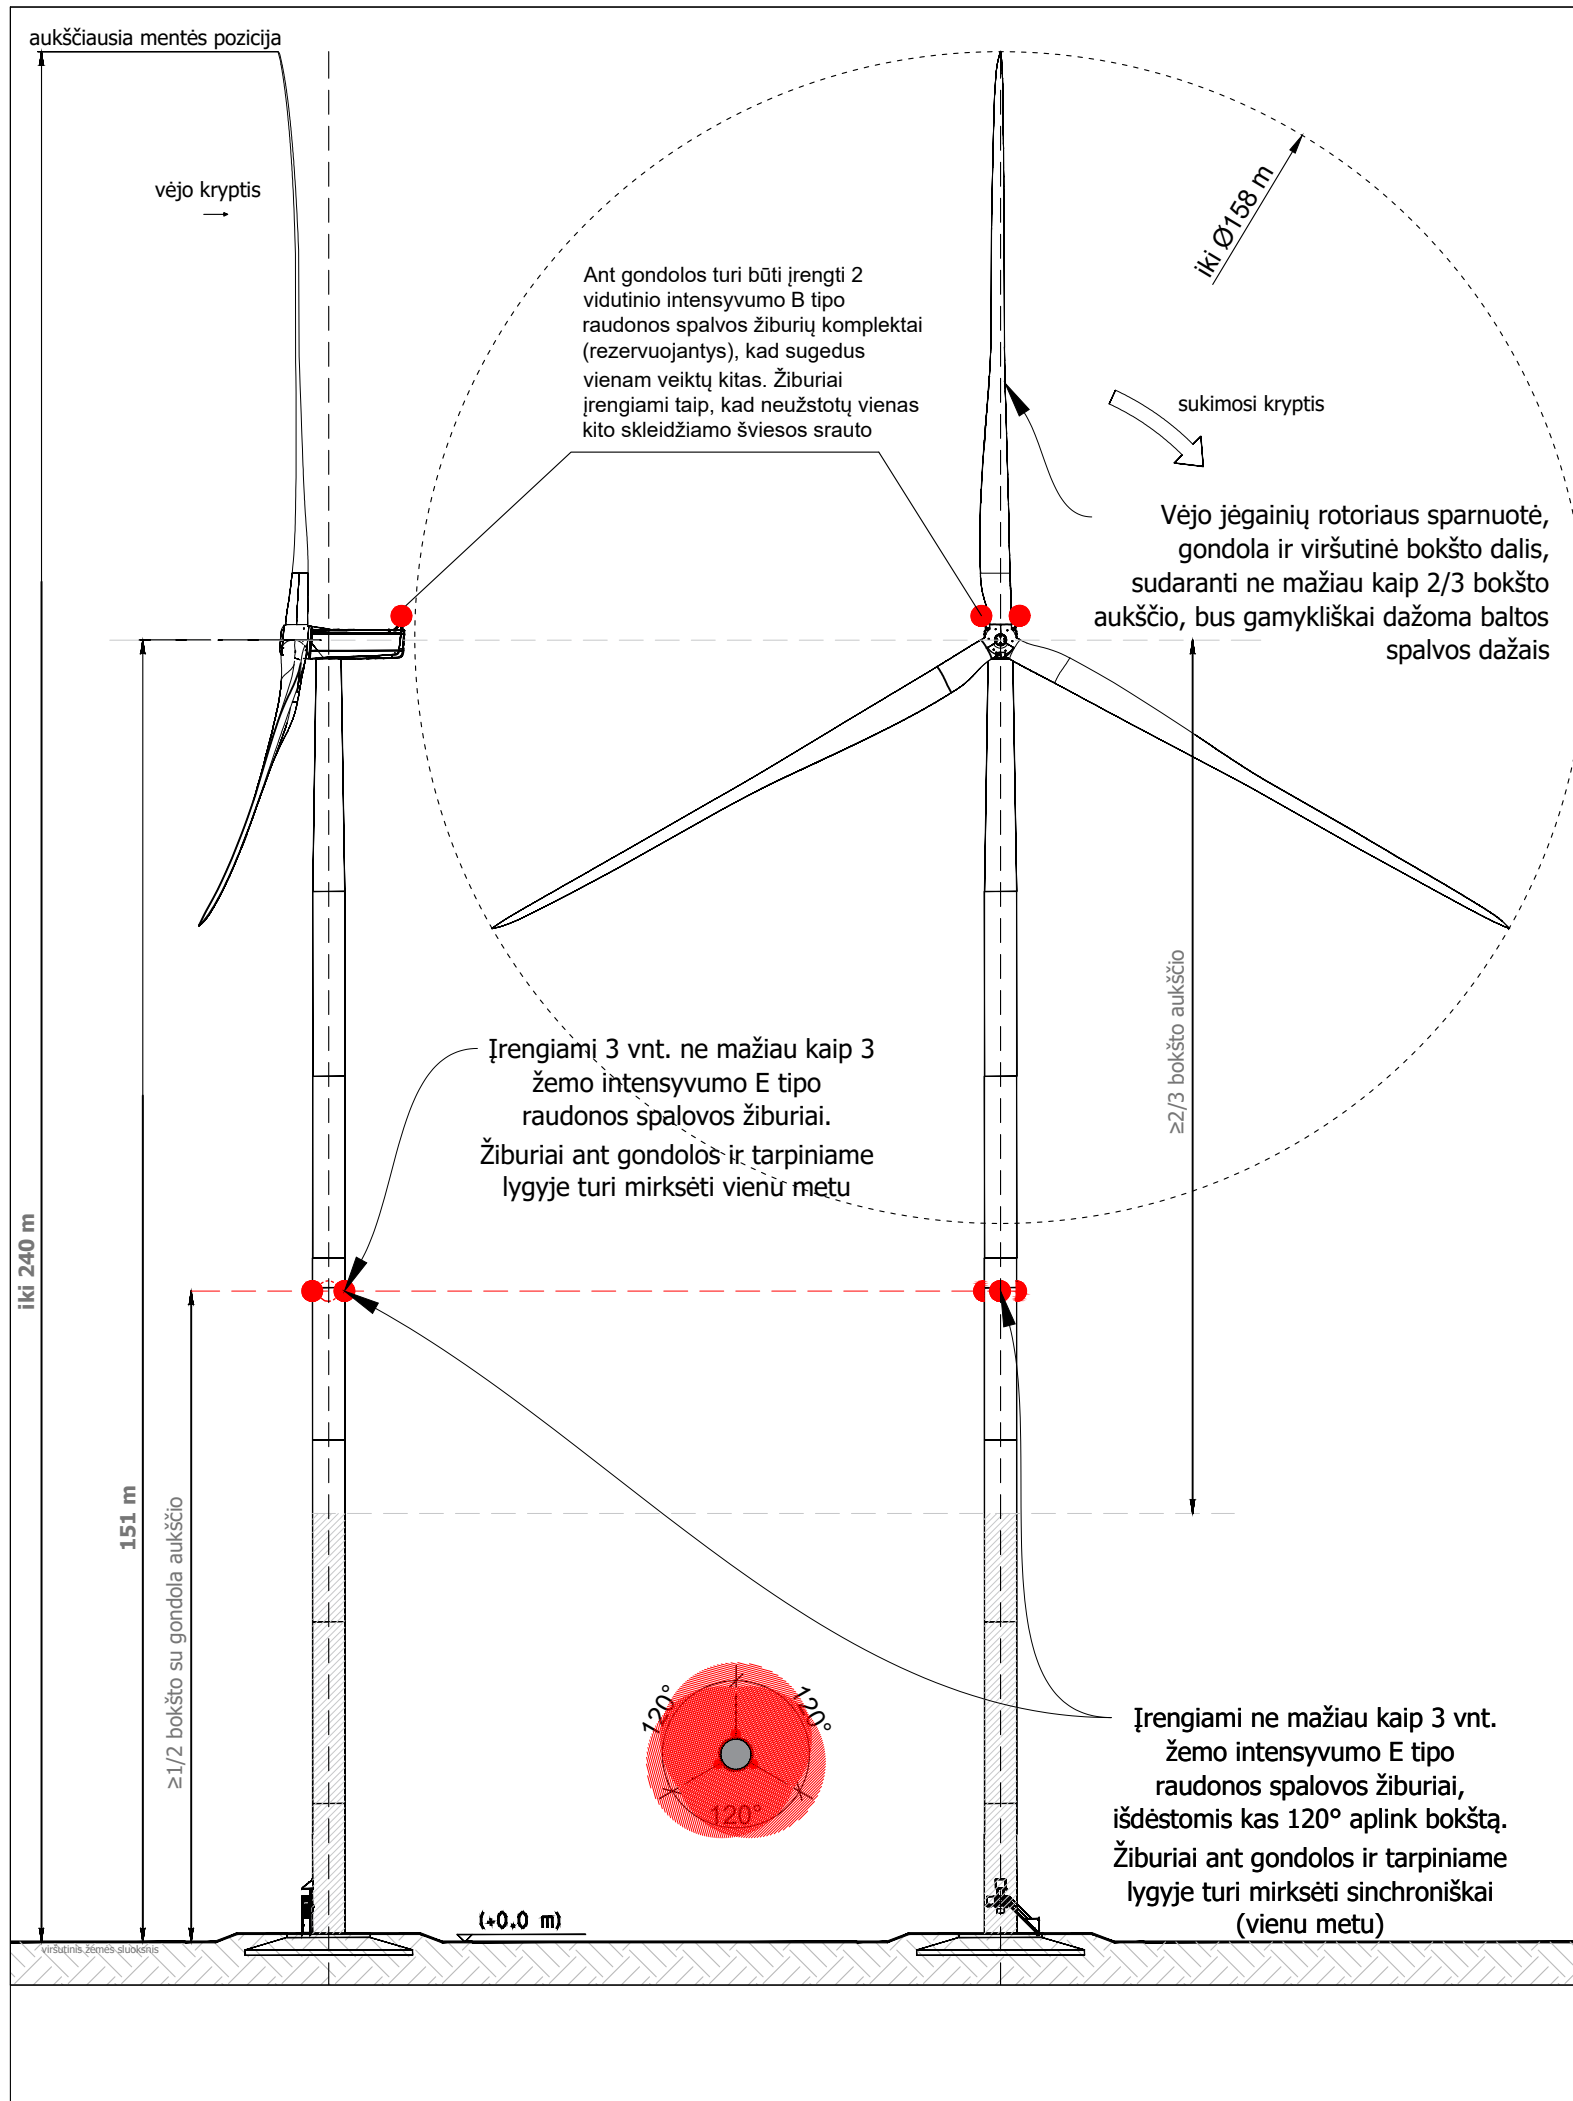 aukščiausia mentės pozicija
vėjo kryptis
iki Ø158 m
Ant gondolos turi būti įrengti 2
vidutinio intensyvumo B tipo
raudonos spalvos žiburių komplektai
(rezervuojantys), kad sugedus
vienam veiktų kitas. Žiburiai
įrengiami taip, kad neužstotų vienas
kito skleidžiamo šviesos srauto
sukimosi kryptis
Vėjo jėgainių rotoriaus sparnuotė,
gondola ir viršutinė bokšto dalis,
sudaranti ne mažiau kaip 2/3 bokšto
aukščio, bus gamykliškai dažoma baltos
spalvos dažais
≥2/3 bokšto aukščio
Įrengiami 3 vnt. ne mažiau kaip 3
žemo intensyvumo E tipo
raudonos spalovos žiburiai.
Žiburiai ant gondolos ir tarpiniame
lygyje turi mirksėti vienu metu
iki 240 m
151 m
≥1/2 bokšto su gondola aukščio
120°
120°
120°
Įrengiami ne mažiau kaip 3 vnt.
žemo intensyvumo E tipo
raudonos spalovos žiburiai,
išdėstomis kas 120° aplink bokštą.
Žiburiai ant gondolos ir tarpiniame
lygyje turi mirksėti sinchroniškai
(vienu metu)
(+0.0 m)
viršutinis žemės sluoksnis